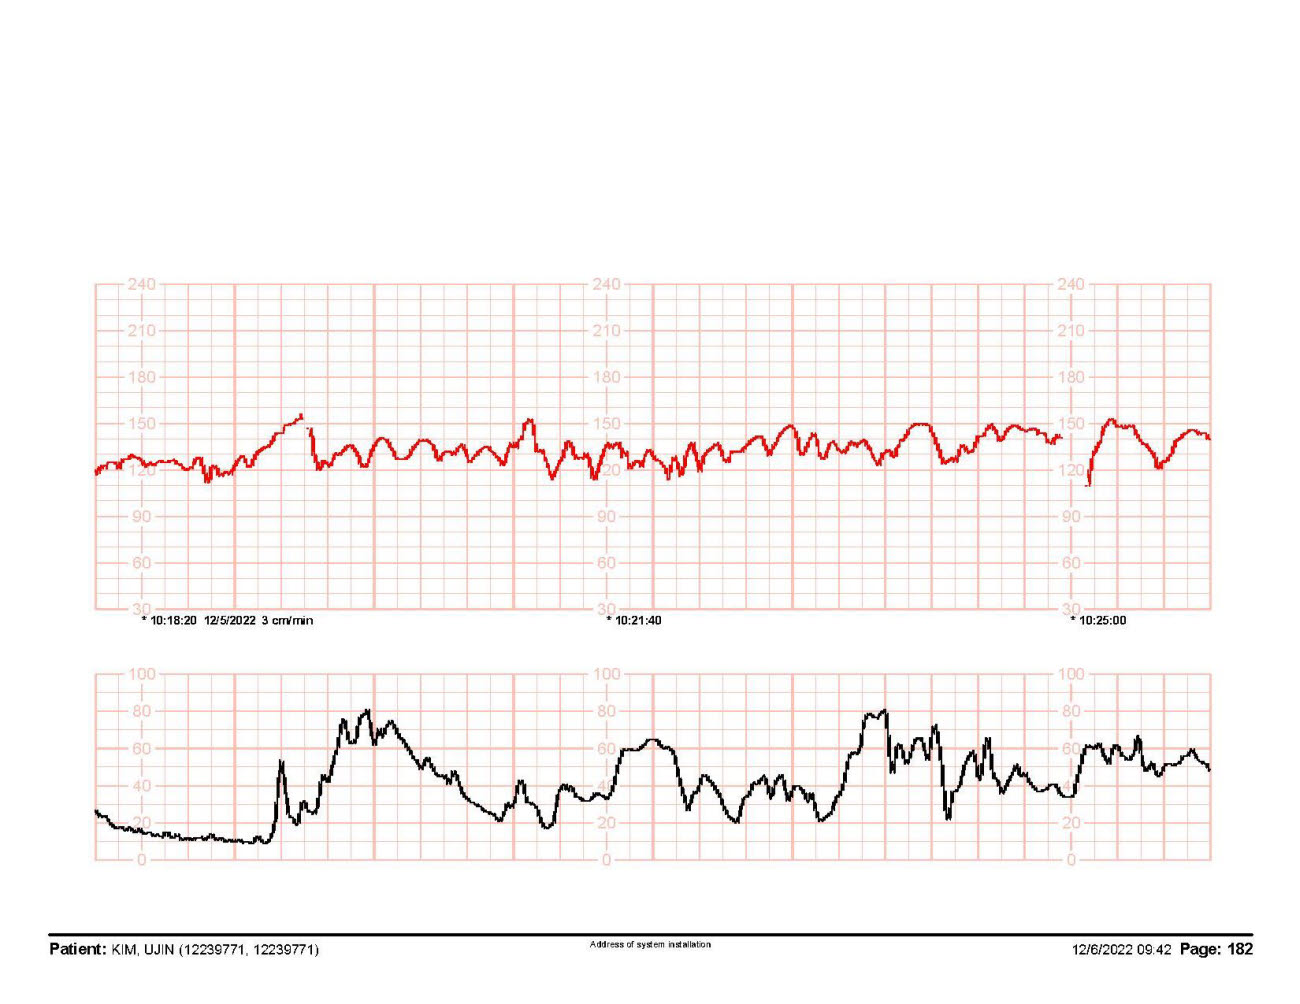 240 240 240
210 210 210
180 180 180
150 150 150
120 120 120
90 90 90
60 60 60
30 30 30
* 10:18:20 12/5/2022 3 cm/min * 10:21:40 * 10:25:00
100 100 100
80 80 80
60 60 60
40 40 40
20 20 20
0 0 0
Patient: KIM, UJIN (12239771, 12239771) Address of system installation 12/6/2022 09:42 Page: 182